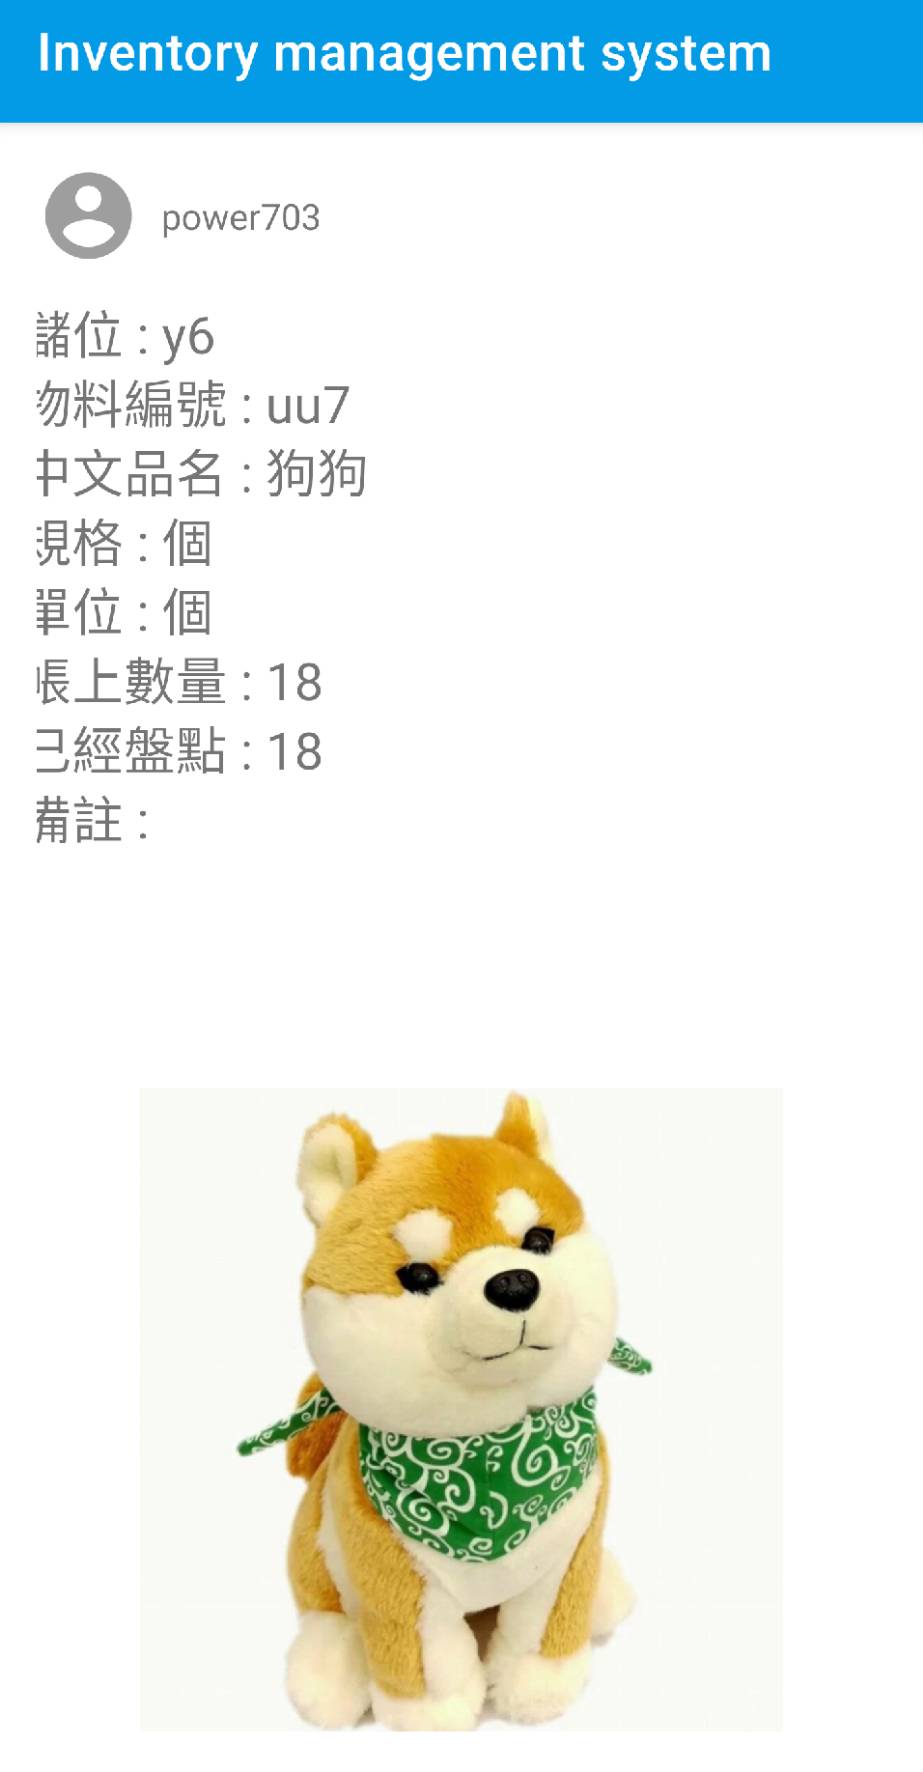 Inventory management system
power703
儲位 : y6
物料編號 : uu7
中文品名 : 狗狗
規格 : 個
單位 : 個
帳上數量 : 18
已經盤點 : 18
備註 :